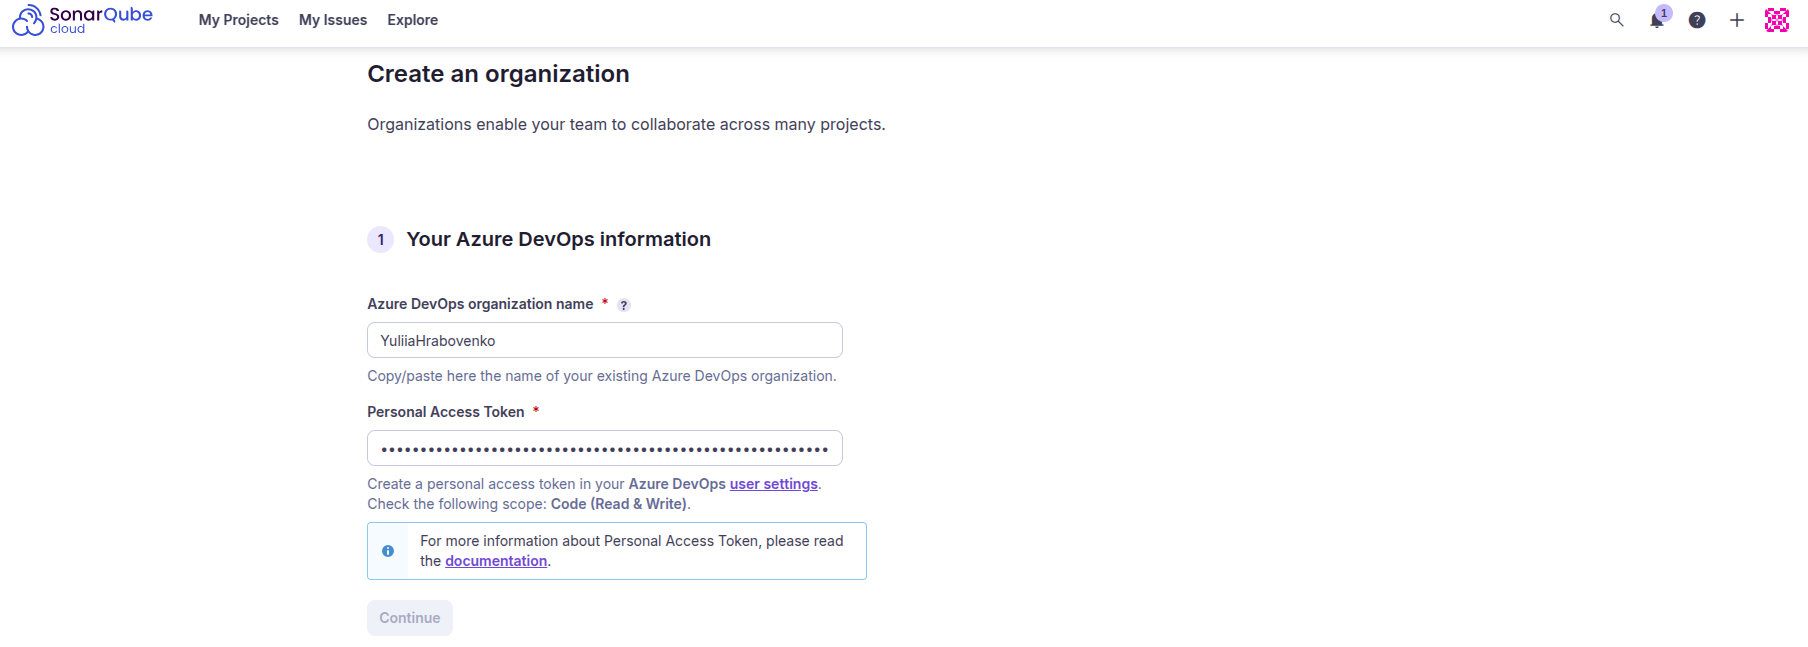 SonarQube
cloud
My Projects My Issues Explore
1
?
Create an organization
Organizations enable your team to collaborate across many projects.
1 Your Azure DevOps information
Azure DevOps organization name * ?
YuliiaHrabovenko
Copy/paste here the name of your existing Azure DevOps organization.
Personal Access Token *
Create a personal access token in your Azure DevOps user settings.
Check the following scope: Code (Read & Write).
For more information about Personal Access Token, please read
the documentation.
Continue